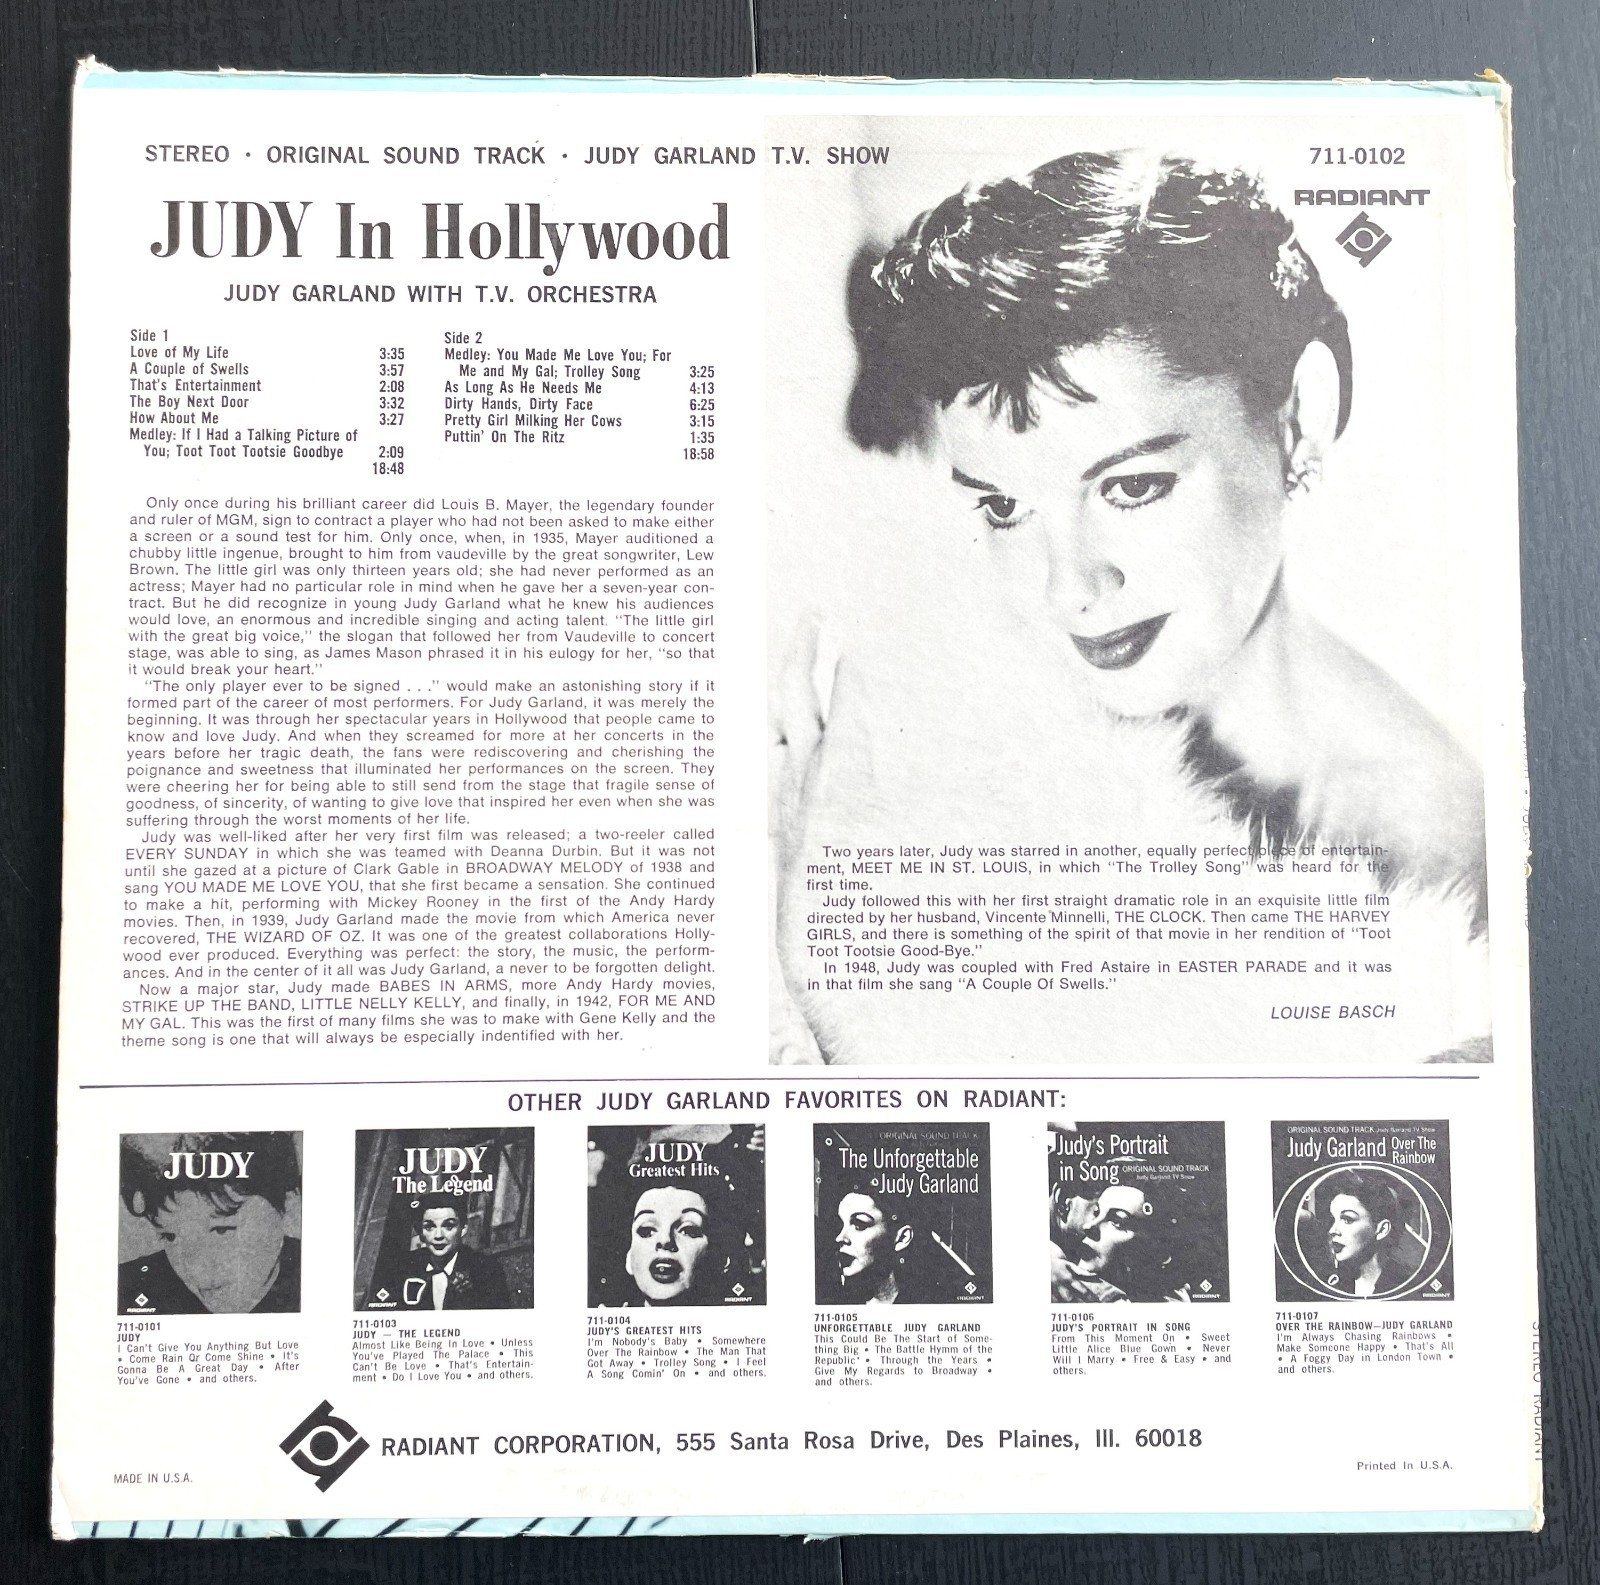 STEREO · ORIGINAL SOUND TRACK · JUDY GARLAND T.V. SHOW
711-0102
RADIANT
JUDY In Hollywood
JUDY GARLAND WITH T.V. ORCHESTRA
Side 1
Love of My Life 3:35
A Couple of Swells 3:57
That's Entertainment 2:08
The Boy Next Door 3:32
How About Me 3:27
Medley: If I Had a Talking Picture of
You; Toot Toot Tootsie Goodbye 2:09
18:48
Side 2
Medley: You Made Me Love You; For
Me and My Gal; Trolley Song 3:25
As Long As He Needs Me 4:13
Dirty Hands, Dirty Face 6:25
Pretty Girl Milking Her Cows 3:15
Puttin' On The Ritz 1:35
18:58
Only once during his brilliant career did Louis B. Mayer, the legendary founder
and ruler of MGM, sign to contract a player who had not been asked to make either
a screen or a sound test for him. Only once, when, in 1935, Mayer auditioned a
chubby little ingenue, brought to him from vaudeville by the great songwriter, Lew
Brown. The little girl was only thirteen years old; she had never performed as an
actress; Mayer had no particular role in mind when he gave her a seven-year con-
tract. But he did recognize in young Judy Garland what he knew his audiences
would love, an enormous and incredible singing and acting talent. "The little girl
with the great big voice," the slogan that followed her from Vaudeville to concert
stage, was able to sing, as James Mason phrased it in his eulogy for her, "so that
it would break your heart."
"The only player ever to be signed . . ." would make an astonishing story if it
formed part of the career of most performers. For Judy Garland, it was merely the
beginning. It was through her spectacular years in Hollywood that people came to
know and love Judy. And when they screamed for more at her concerts in the
years before her tragic death, the fans were rediscovering and cherishing the
poignance and sweetness that illuminated her performances on the screen. They
were cheering her for being able to still send from the stage that fragile sense of
goodness, of sincerity, of wanting to give love that inspired her even when she was
suffering through the worst moments of her life.
Judy was well-liked after her very first film was released; a two-reeler called
EVERY SUNDAY in which she was teamed with Deanna Durbin. But it was not
until she gazed at a picture of Clark Gable in BROADWAY MELODY of 1938 and
sang YOU MADE ME LOVE YOU, that she first became a sensation. She continued
to make a hit, performing with Mickey Rooney in the first of the Andy Hardy
movies. Then, in 1939, Judy Garland made the movie from which America never
recovered, THE WIZARD OF OZ. It was one of the greatest collaborations Holly-
wood ever produced. Everything was perfect: the story, the music, the perform-
ances. And in the center of it all was Judy Garland, a never to be forgotten delight.
Now a major star, Judy made BABES IN ARMS, more Andy Hardy movies,
STRIKE UP THE BAND, LITTLE NELLY KELLY, and finally, in 1942, FOR ME AND
MY GAL. This was the first of many films she was to make with Gene Kelly and the
theme song is one that will always be especially indentified with her.
Two years later, Judy was starred in another, equally perfect piece of entertain-
ment, MEET ME IN ST. LOUIS, in which "The Trolley Song" was heard for the
first time.
Judy followed this with her first straight dramatic role in an exquisite little film
directed by her husband, Vincente Minnelli, THE CLOCK. Then came THE HARVEY
GIRLS, and there is something of the spirit of that movie in her rendition of "Toot
Toot Tootsie Good-Bye."
In 1948, Judy was coupled with Fred Astaire in EASTER PARADE and it was
in that film she sang "A Couple Of Swells."
LOUISE BASCH
OTHER JUDY GARLAND FAVORITES ON RADIANT:
JUDY
RADIANT
711-0101
JUDY
I Can't Give You Anything But Love
• Come Rain Or Come Shine • It's
Gonna Be A Great Day • After
You've Gone • and others.
JUDY
The Legend
RADIANT
711-0103
JUDY — THE LEGEND
Almost Like Being In Love • Unless
You've Played The Palace • This
Can't Be Love • That's Entertain-
ment • Do I Love You • and others.
JUDY
Greatest Hits
RADIANT
711-0104
JUDY'S GREATEST HITS
I'm Nobody's Baby • Somewhere
Over The Rainbow • The Man That
Got Away • Trolley Song • I Feel
A Song Comin' On • and others.
ORIGINAL SOUND TRACK
The Unforgettable
Judy Garland
RADIANT
711-0105
UNFORGETTABLE JUDY GARLAND
This Could Be The Start of Some-
thing Big • The Battle Hymn of the
Republic • Through the Years •
Give My Regards to Broadway •
and others.
Judy's Portrait
in Song ORIGINAL SOUND TRACK
Judy Garland TV Show
711-0106
JUDY'S PORTRAIT IN SONG
From This Moment On • Sweet
Little Alice Blue Gown • Never
Will I Marry • Free & Easy • and
others.
ORIGINAL SOUND TRACK Judy Garland TV Show
Judy Garland Over The
Rainbow
RADIANT
711-0107
OVER THE RAINBOW—JUDY GARLAND
I'm Always Chasing Rainbows •
Make Someone Happy • That's All
• A Foggy Day in London Town •
and others.
RADIANT CORPORATION, 555 Santa Rosa Drive, Des Plaines, Ill. 60018
MADE IN U.S.A.
Printed In U.S.A.
STEREO RADIANT